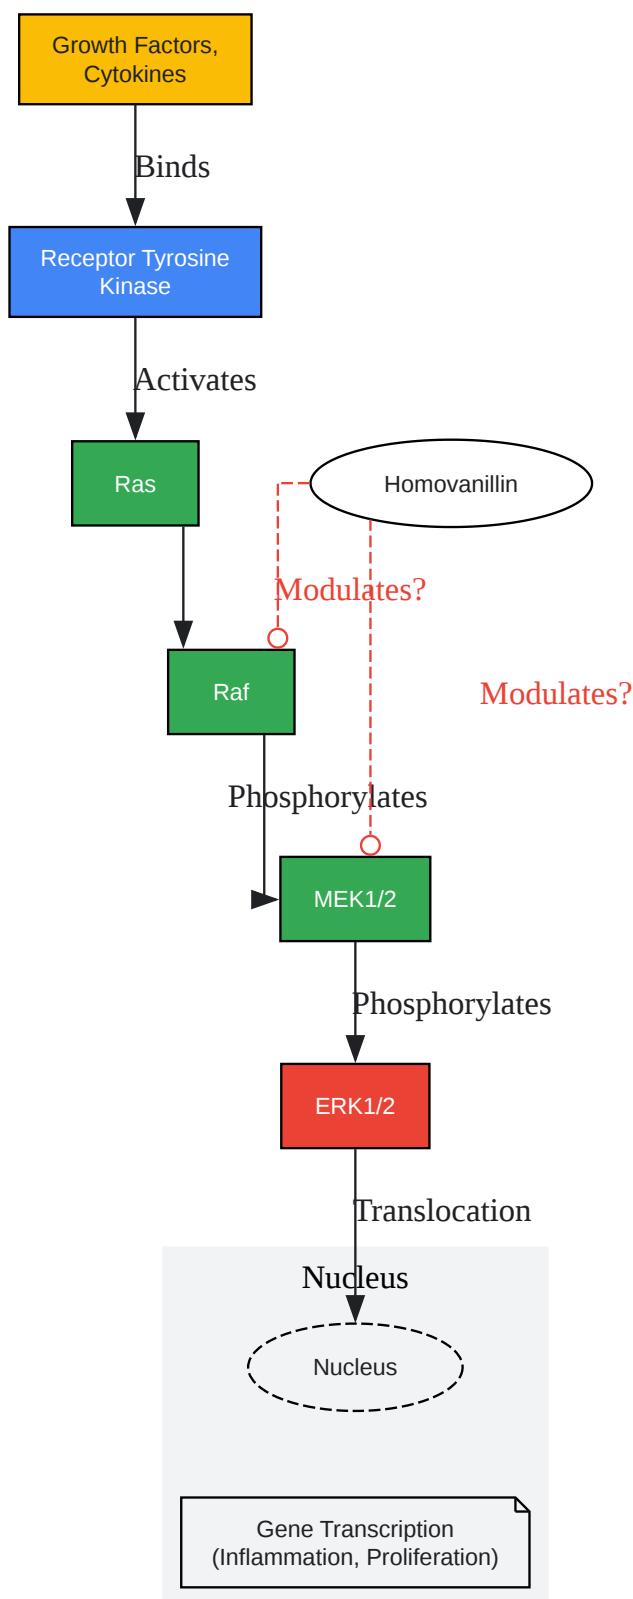 Growth Factors,
Cytokines
Binds
Receptor Tyrosine
Kinase
Activates
Ras
Homovanillin
Modulates?
Raf
Modulates?
Phosphorylates
MEK1/2
Phosphorylates
ERK1/2
Translocation
Nucleus
Nucleus
Gene Transcription
(Inflammation, Proliferation)